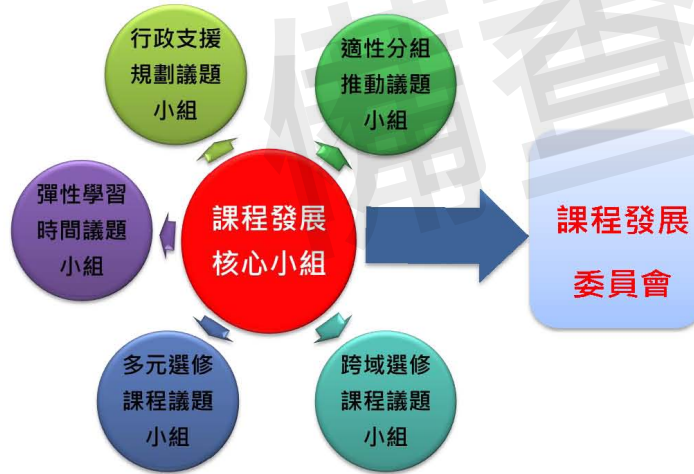 行政支援
規劃議題
小組
適性分組
推動議題
小組
彈性學習
時間議題
小組
課程發展
核心小組
課程發展
委員會
多元選修
課程議題
小組
跨域選修
課程議題
小組
備查